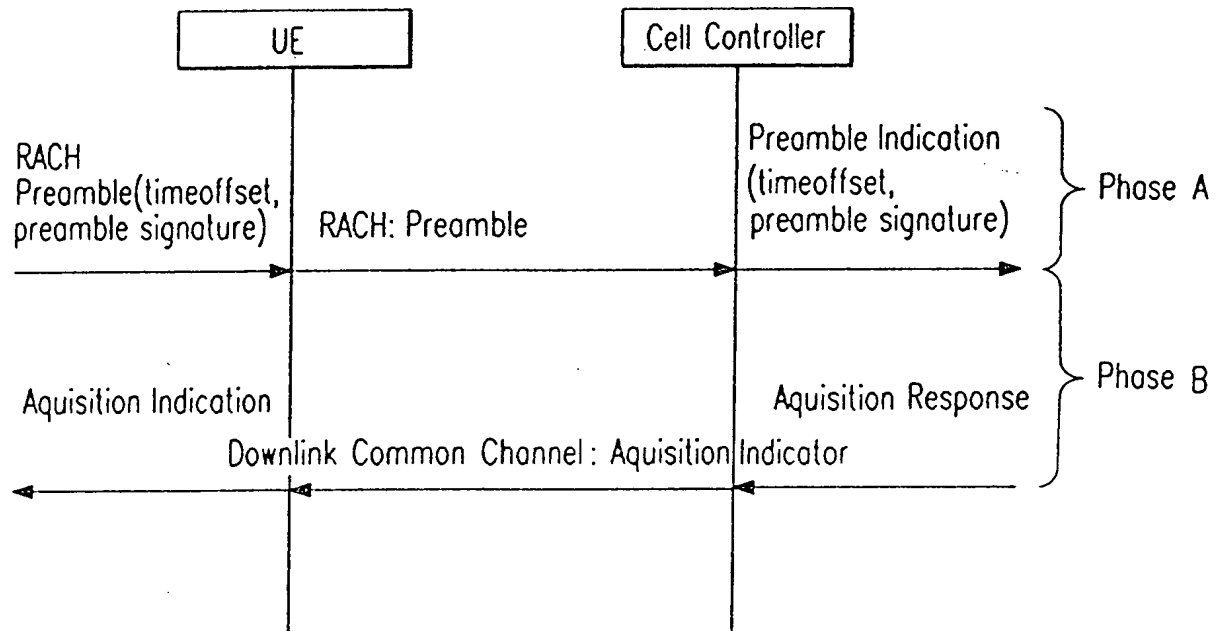 UE
Cell Controller
RACH
Preamble(timeoffset,
preamble signature)
RACH: Preamble
Preamble Indication
(timeoffset,
preamble signature)
Phase A
Aquisition Indication
Aquisition Response
Phase B
Downlink Common Channel: Aquisition Indicator